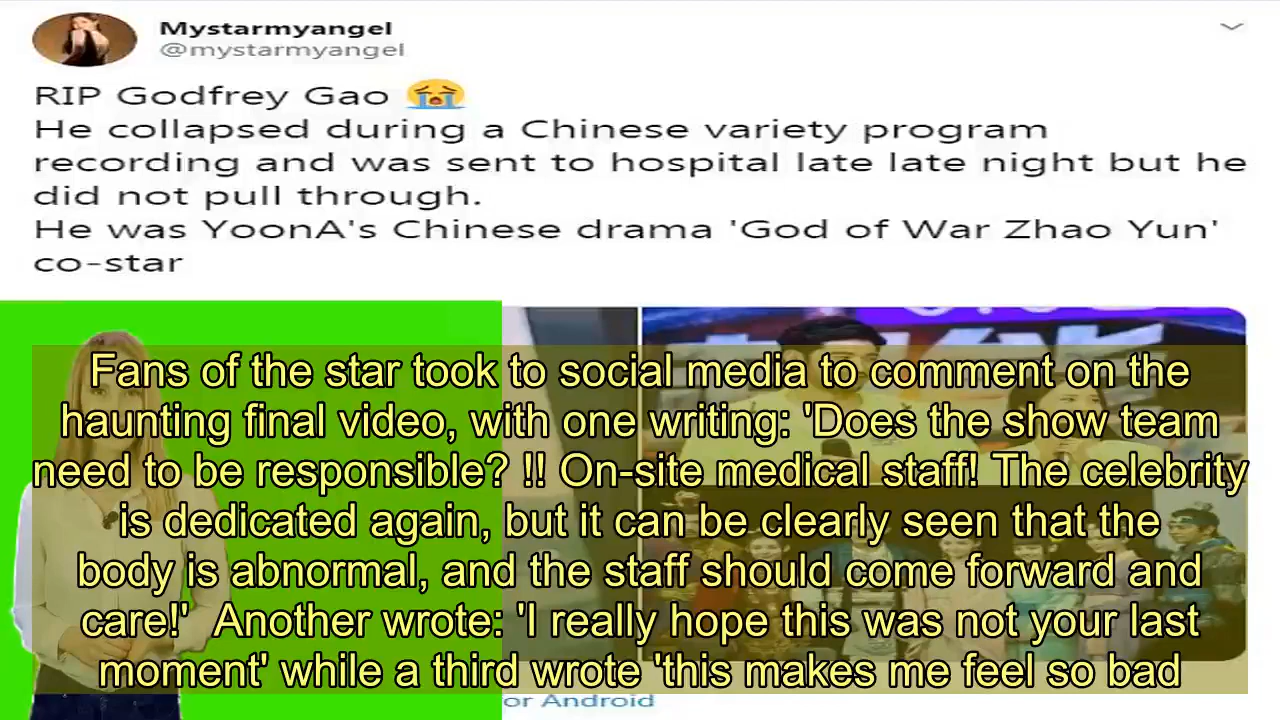 Mystarmyangel
@mystarmyangel
RIP Godfrey Gao 😭
He collapsed during a Chinese variety program
recording and was sent to hospital late late night but he
did not pull through.
He was YoonA's Chinese drama 'God of War Zhao Yun'
co-star
Fans of the star took to social media to comment on the
haunting final video, with one writing: 'Does the show team
need to be responsible? !! On-site medical staff! The celebrity
is dedicated again, but it can be clearly seen that the
body is abnormal, and the staff should come forward and
care!'  Another wrote: 'I really hope this was not your last
moment' while a third wrote 'this makes me feel so bad
or Android